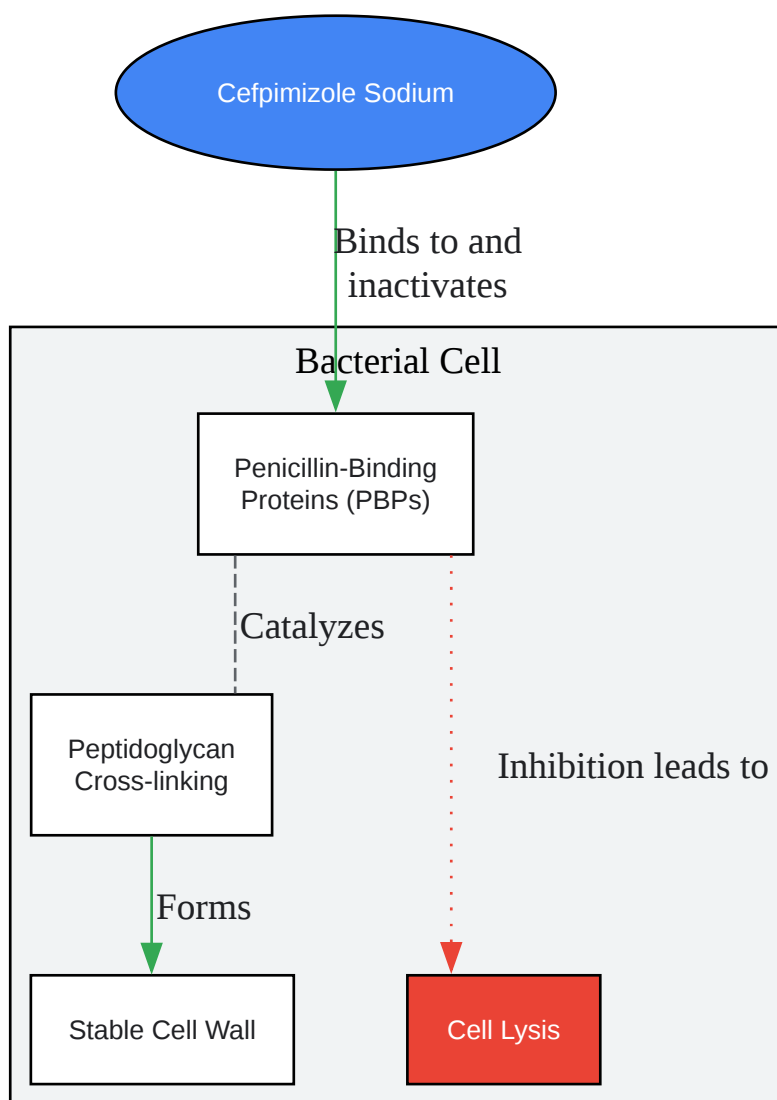 Cefpimizole Sodium
Binds to and
inactivates
Bacterial Cell
Penicillin-Binding
Proteins (PBPs)
Catalyzes
Peptidoglycan
Cross-linking
Inhibition leads to
Forms
Stable Cell Wall
Cell Lysis